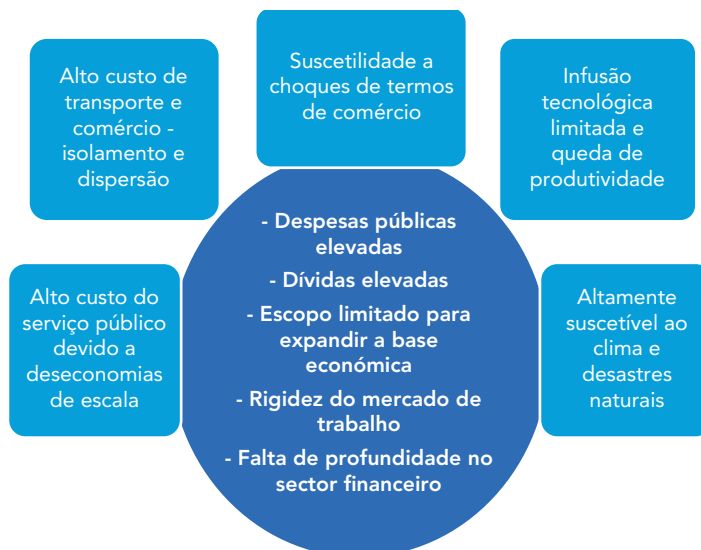 Alto custo de
transporte e
comércio -
isolamento e
dispersão
Suscetilidade a
choques de termos
de comércio
Infusão
tecnológica
limitada e
queda de
produtividade
Alto custo do
serviço público
devido a
deseconomias
de escala
- Despesas públicas
elevadas
- Dívidas elevadas
- Escopo limitado para
expandir a base
económica
- Rigidez do mercado de
trabalho
- Falta de profundidade no
sector financeiro
Altamente
suscetível ao
clima e
desastres
naturais